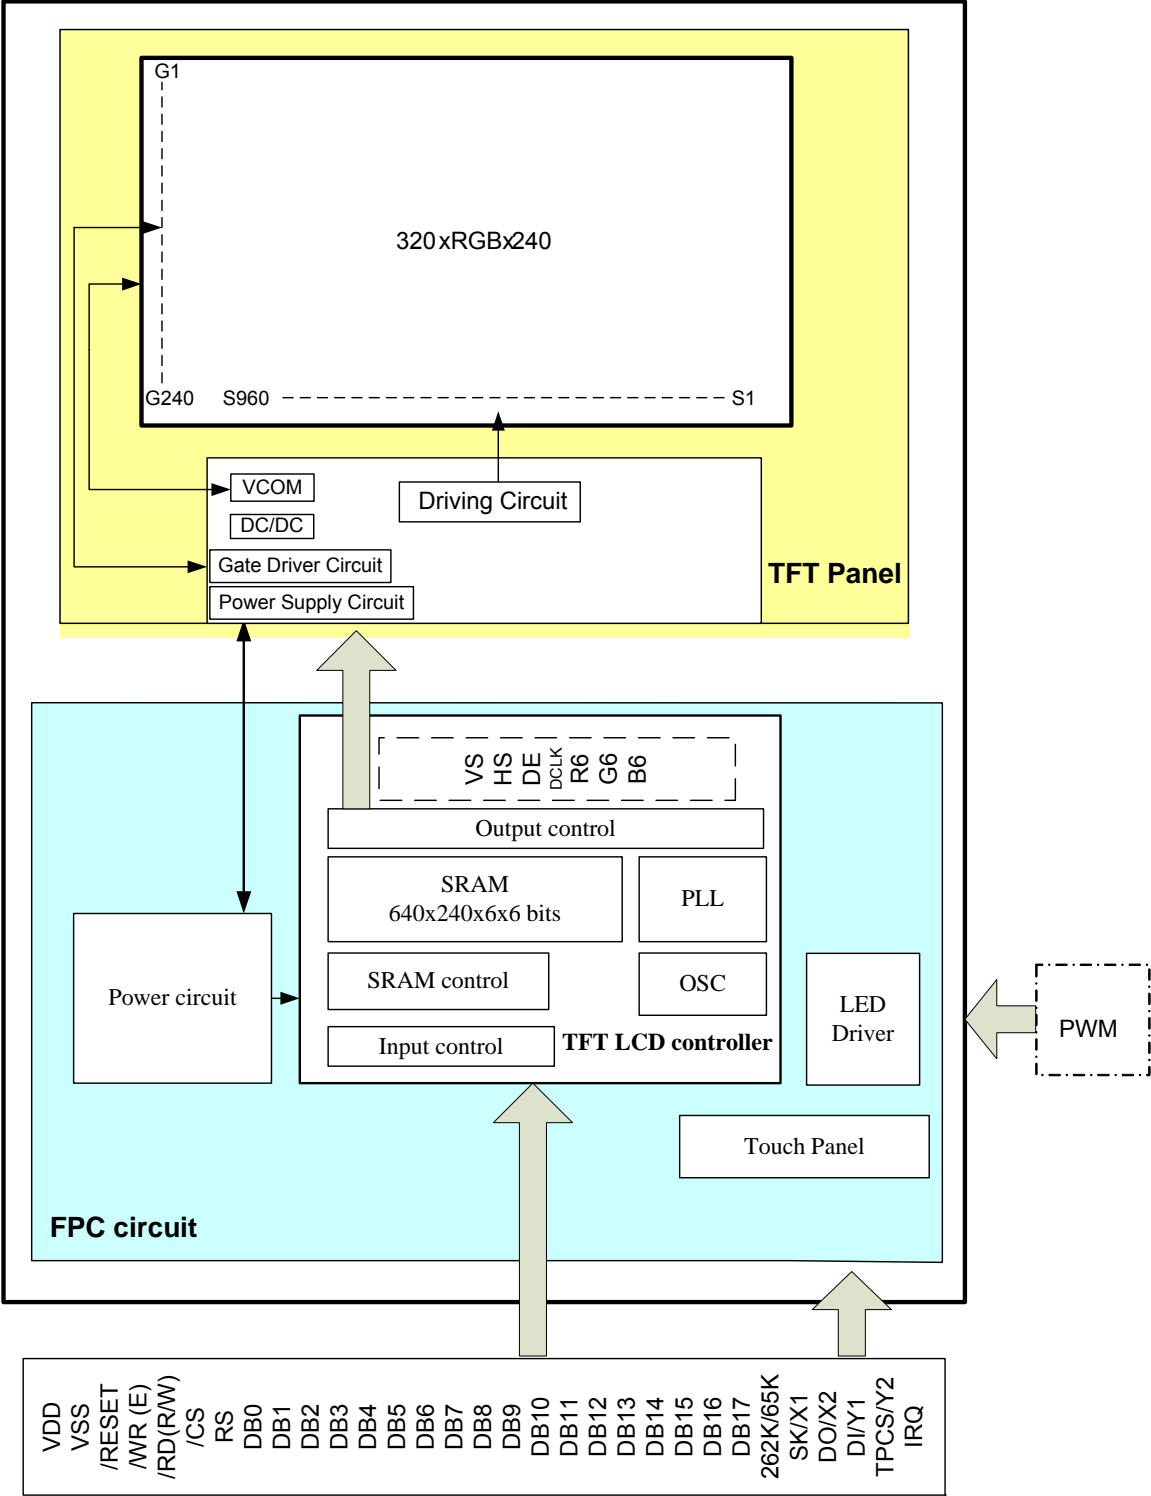 G1
320xRGBx240
G240
S960
S1
VCOM
Driving Circuit
DC/DC
Gate Driver Circuit
TFT Panel
Power Supply Circuit
VS
HS
DE
DCLK
R6
G6
B6
Output control
SRAM
640x240x6x6 bits
PLL
SRAM control
OSC
Power circuit
LED
Driver
PWM
Input control
TFT LCD controller
Touch Panel
FPC circuit
VDD
VSS
/RESET
/WR (E)
/RD(R/W)
/CS
RS
DB0
DB1
DB2
DB3
DB4
DB5
DB6
DB7
DB8
DB9
DB10
DB11
DB12
DB13
DB14
DB15
DB16
DB17
262K/65K
SK/X1
DO/X2
DI/Y1
TPCS/Y2
IRQ